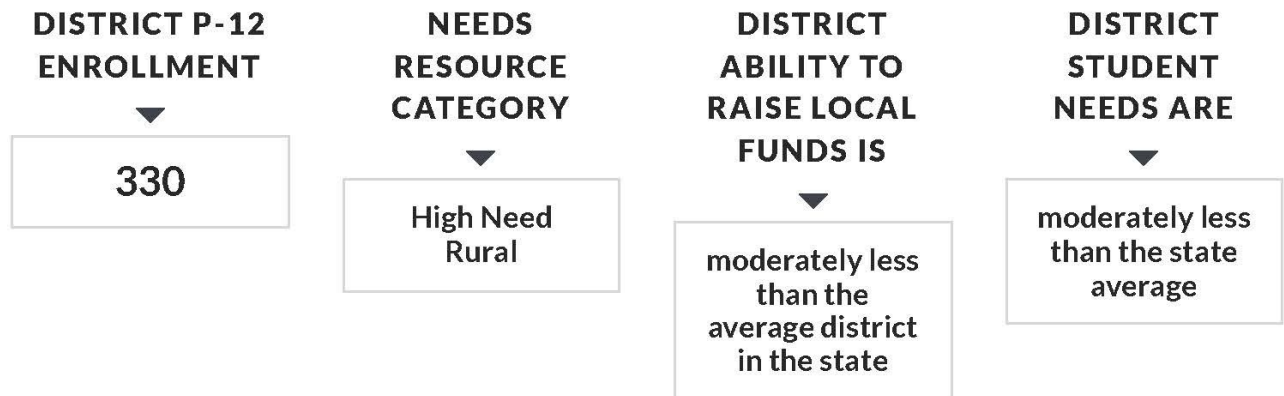 DISTRICT P-12
ENROLLMENT
330
NEEDS
RESOURCE
CATEGORY
High Need
Rural
DISTRICT
ABILITY TO
RAISE LOCAL
FUNDS IS
moderately less
than the
average district
in the state
DISTRICT
STUDENT
NEEDS ARE
moderately less
than the state
average